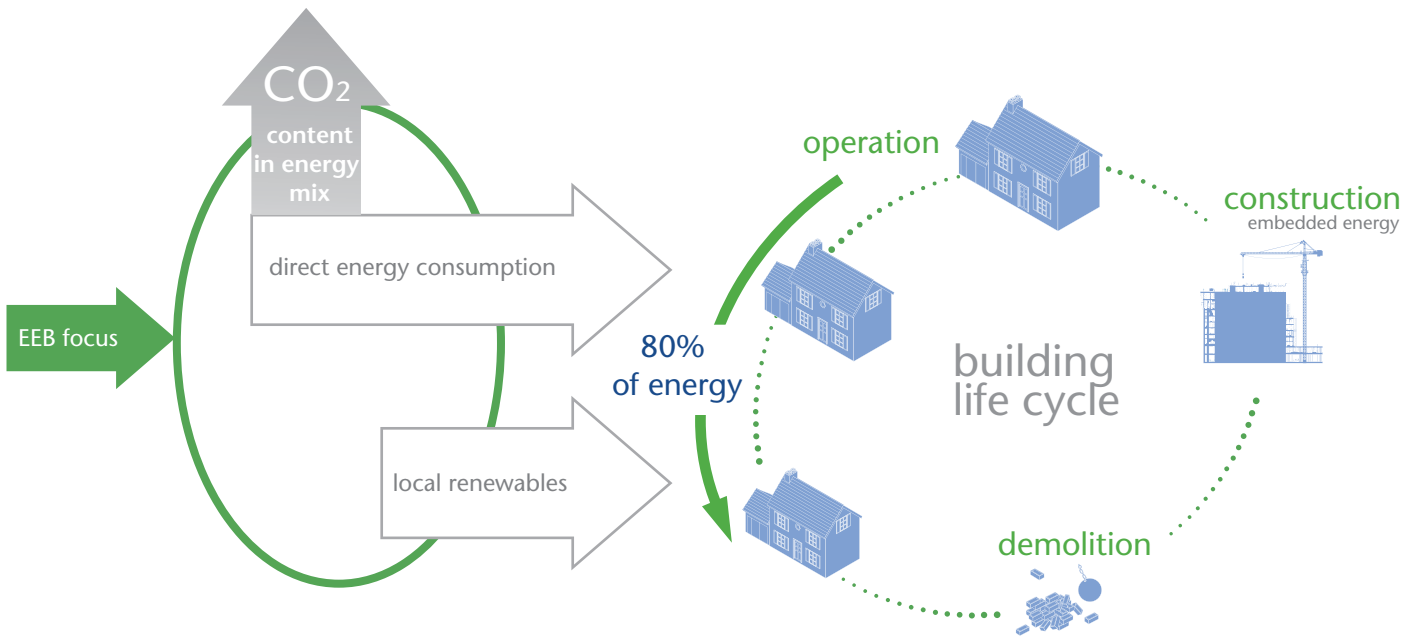 CO₂
content
in energy
mix
direct energy consumption
EEB focus
local renewables
80%
of energy
operation
construction
embedded energy
building
life cycle
demolition